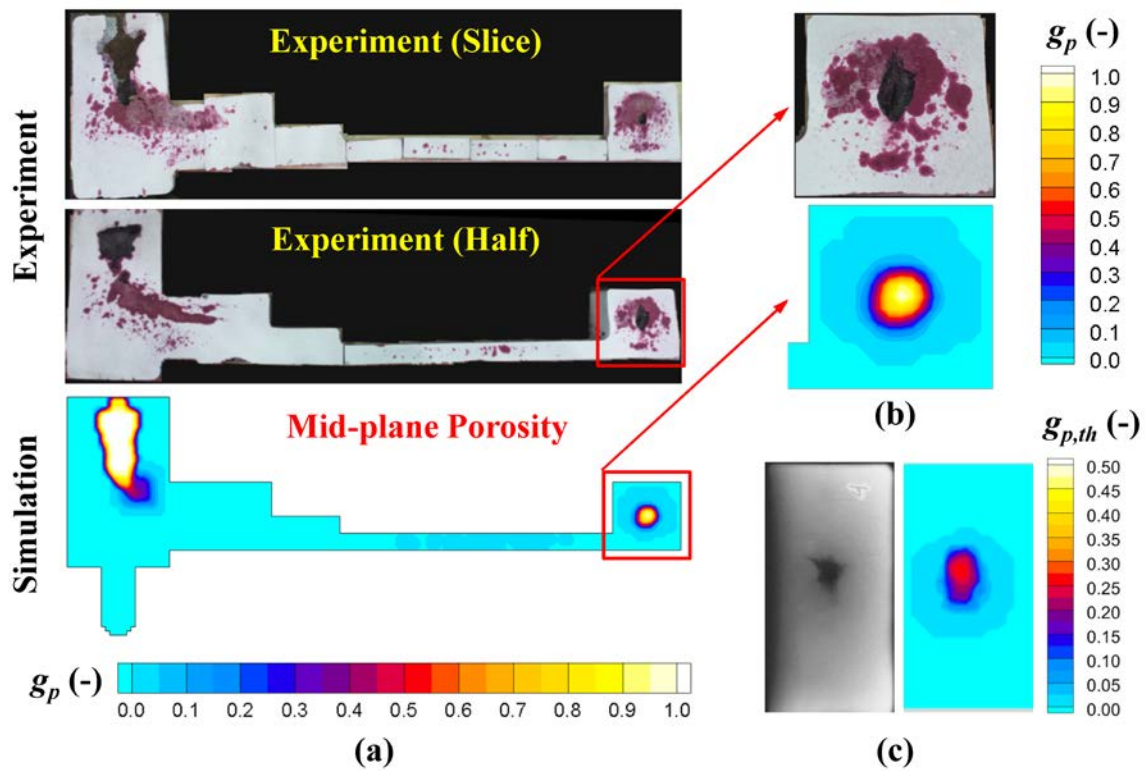 Experiment
Experiment (Slice)
Experiment (Half)
Simulation
Mid-plane Porosity
g_p (-)
0.0 0.1 0.2 0.3 0.4 0.5 0.6 0.7 0.8 0.9 1.0
(a)
g_p (-)
1.0
0.9
0.8
0.7
0.6
0.5
0.4
0.3
0.2
0.1
0.0
(b)
g_{p,th} (-)
0.50
0.45
0.40
0.35
0.30
0.25
0.20
0.15
0.10
0.05
0.00
(c)